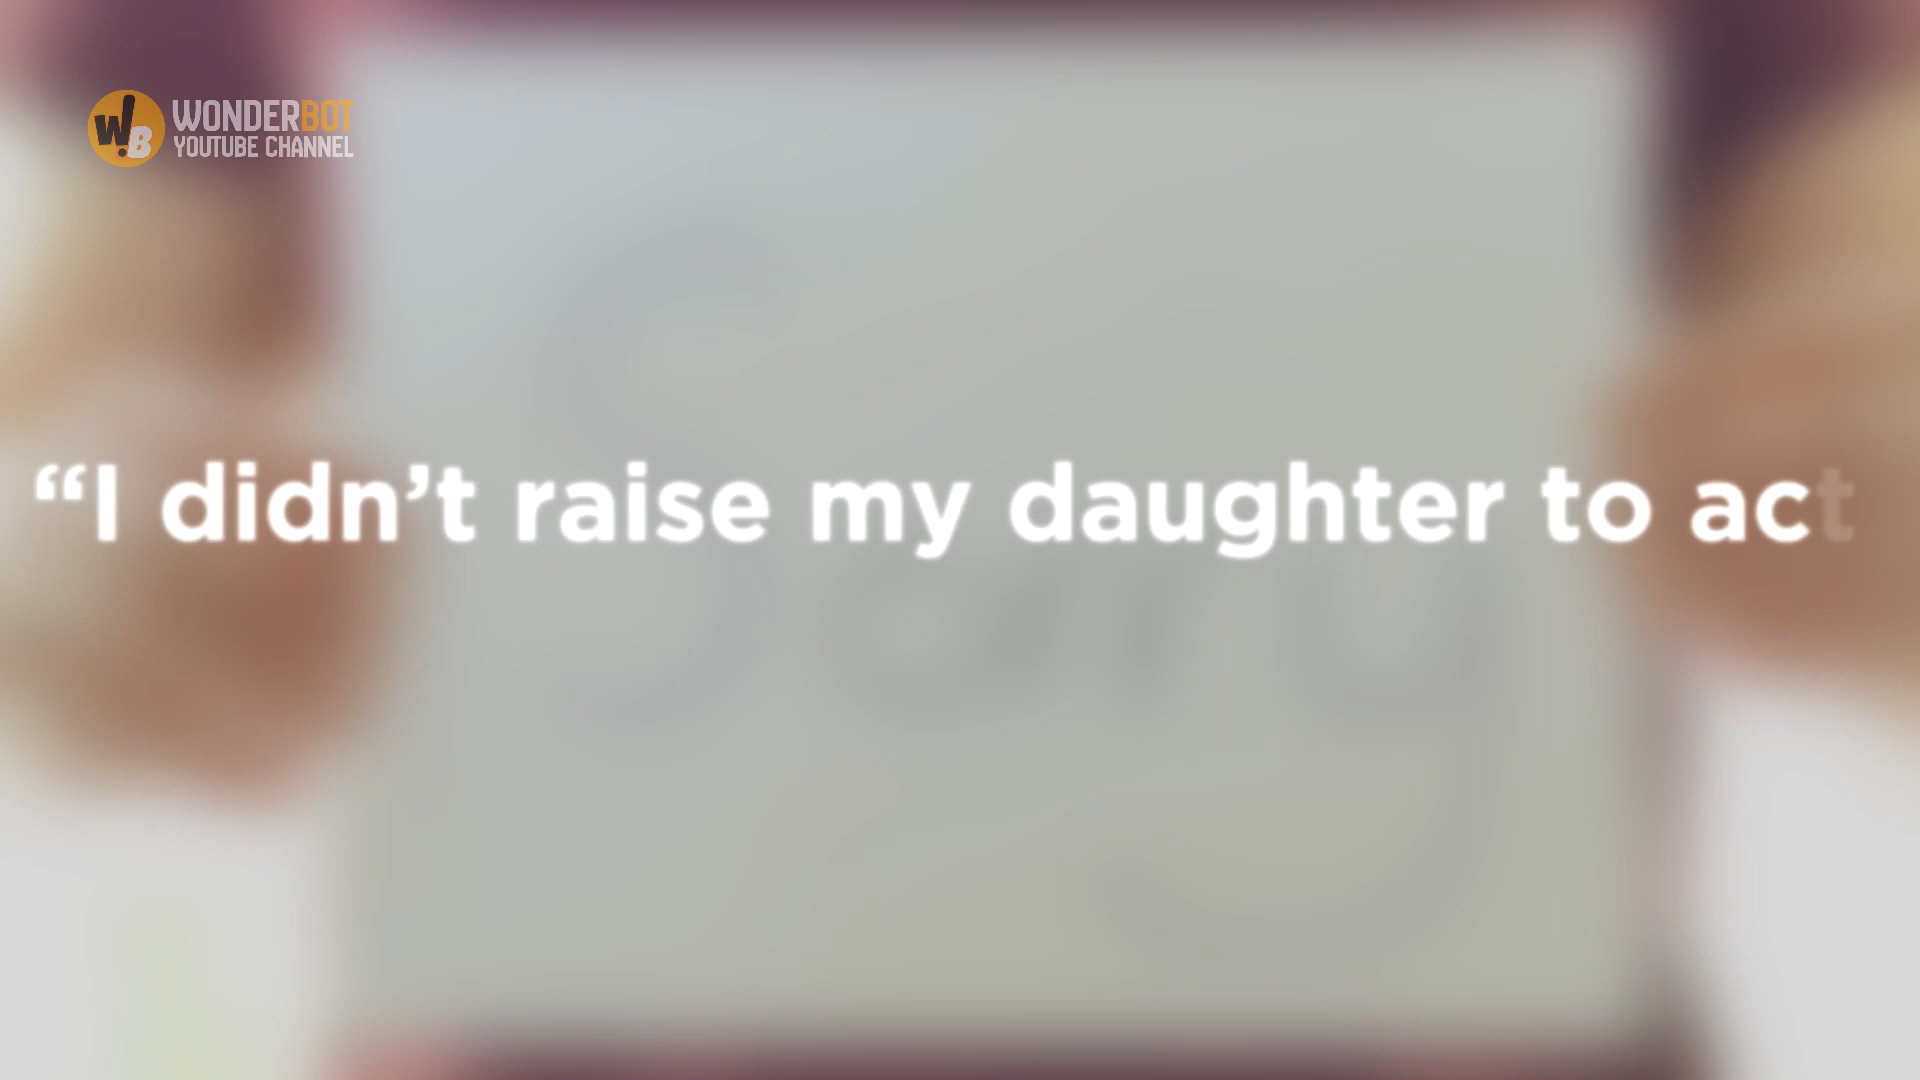 WONDERBOT
YOUTUBE CHANNEL
“I didn’t raise my daughter to act